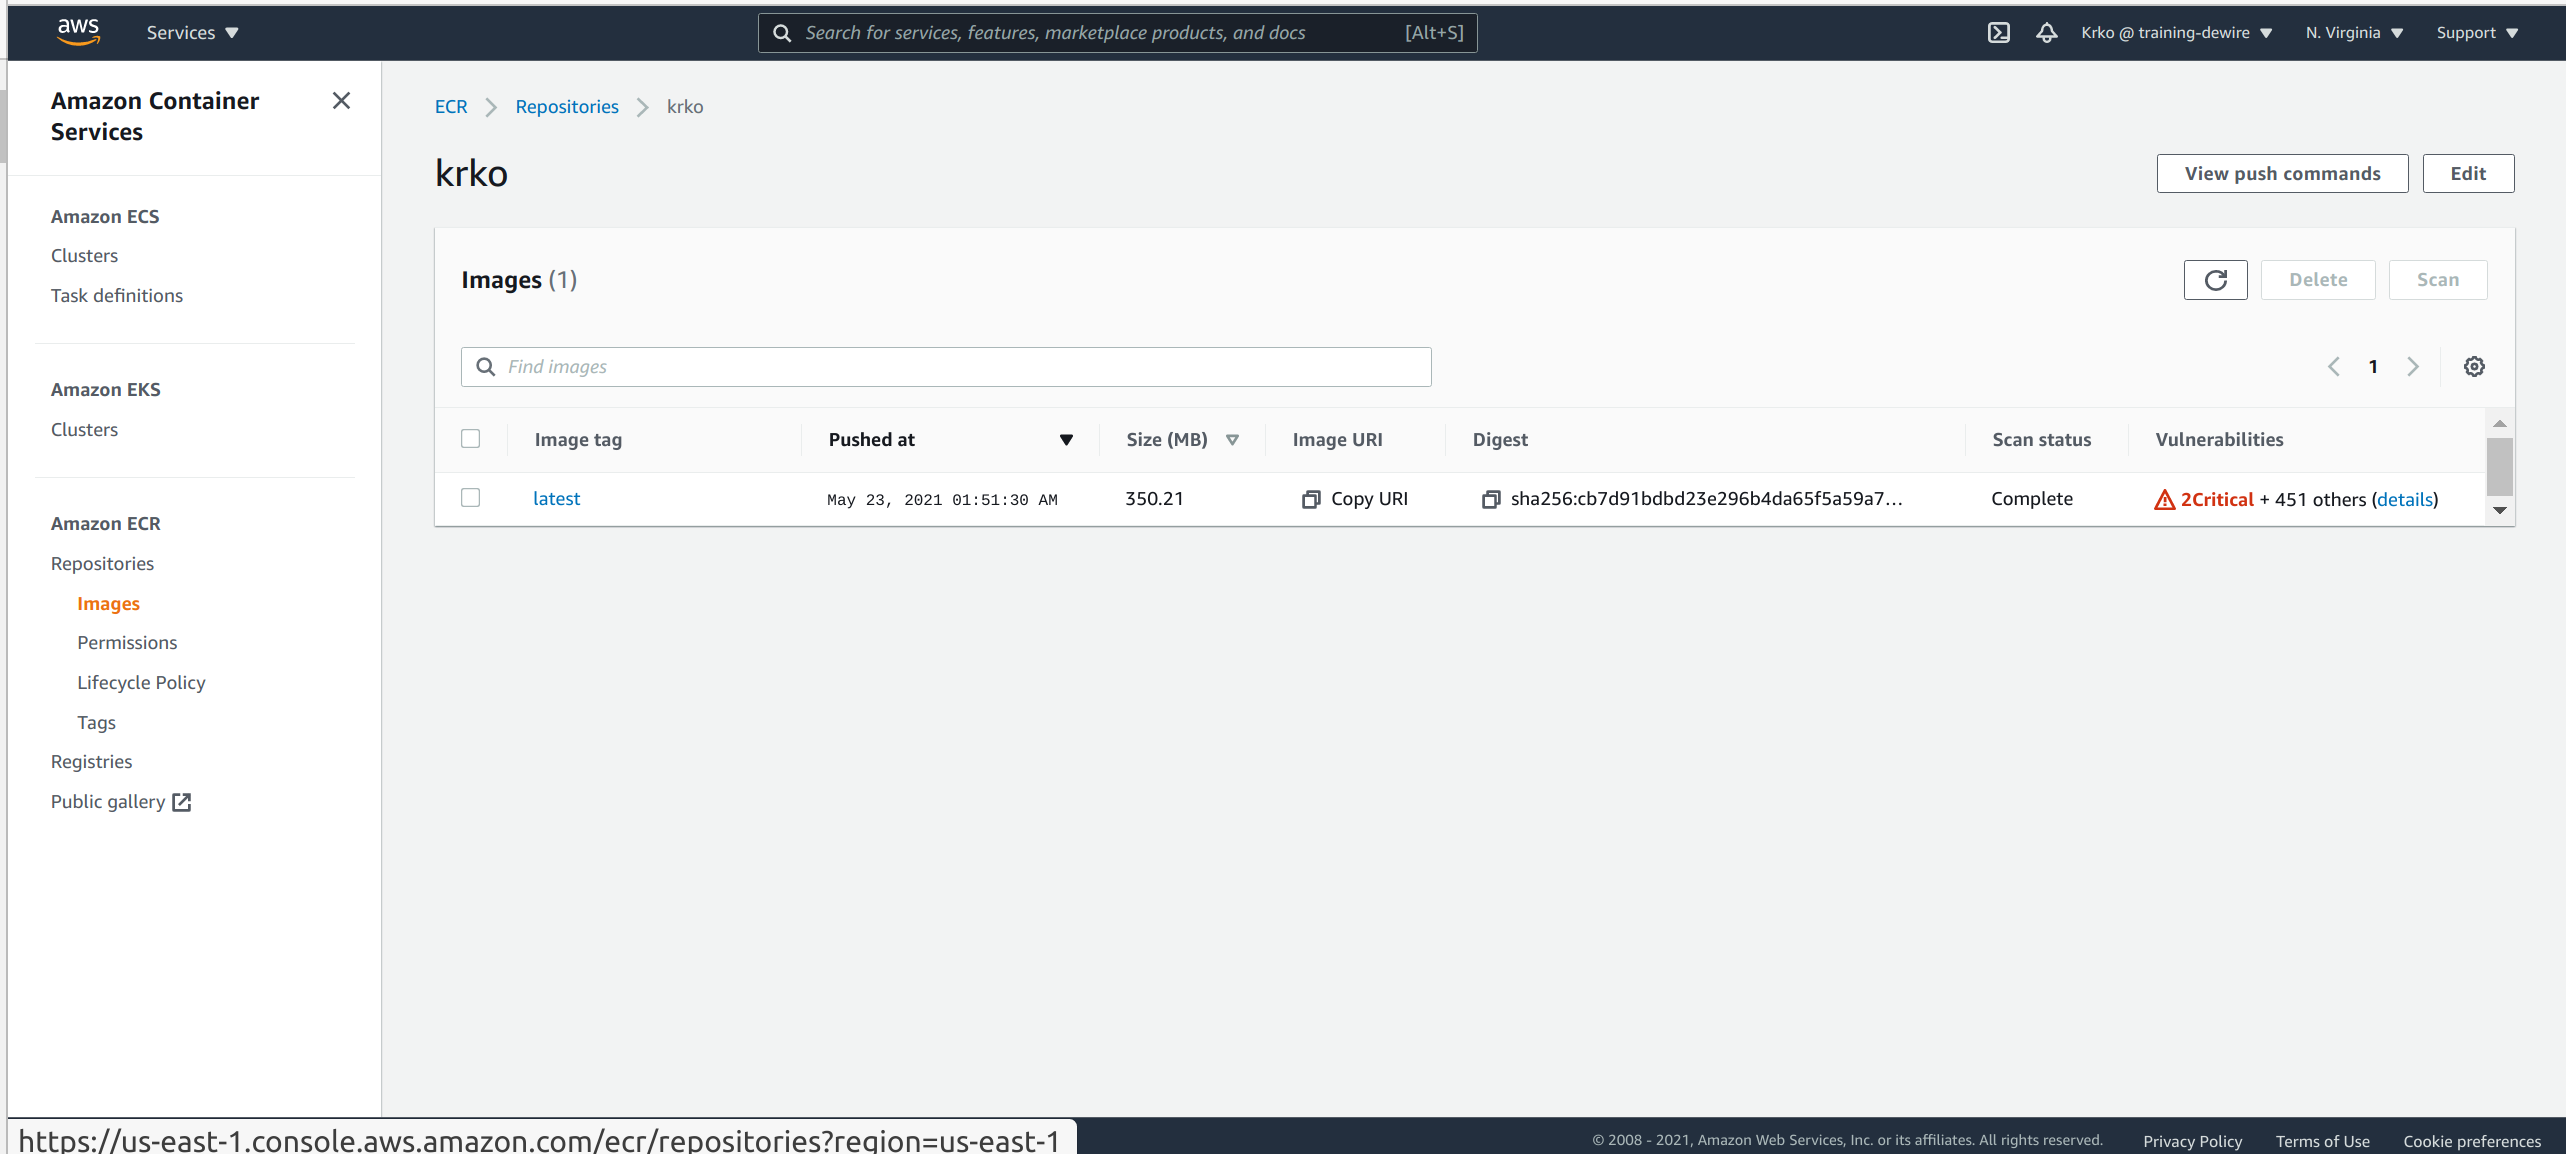 aws Services Search for services, features, marketplace products, and docs [Alt+S] Krko @ training-dewire N. Virginia Support
Amazon Container
Services
Amazon ECS
Clusters
Task definitions
Amazon EKS
Clusters
Amazon ECR
Repositories
Images
Permissions
Lifecycle Policy
Tags
Registries
Public gallery
ECR Repositories krko
krko
View push commands Edit
Images (1)
Delete Scan
Find images
1
Image tag Pushed at Size (MB) Image URI Digest Scan status Vulnerabilities
latest May 23, 2021 01:51:30 AM 350.21 Copy URI sha256:cb7d91bdbd23e296b4da65f5a59a7... Complete 2Critical + 451 others (details)
https://us-east-1.console.aws.amazon.com/ecr/repositories?region=us-east-1
© 2008 - 2021, Amazon Web Services, Inc. or its affiliates. All rights reserved. Privacy Policy Terms of Use Cookie preferences